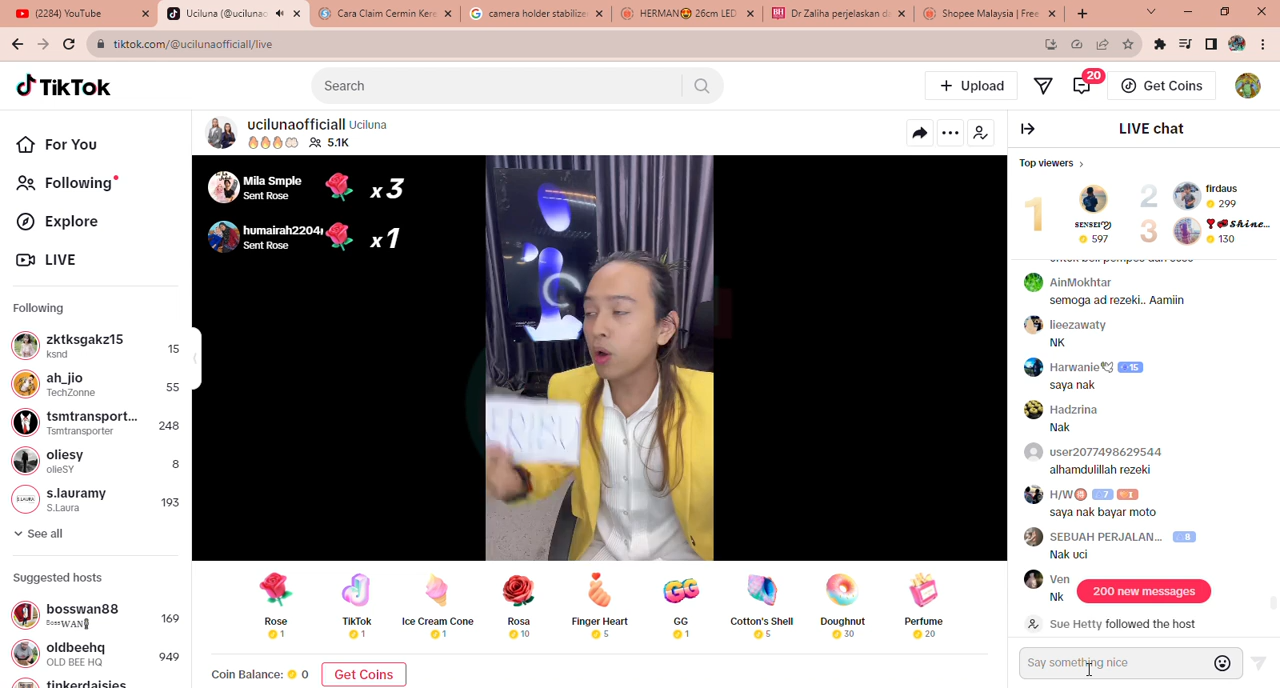 (2284) YouTube
Uciluna (@uciluna
Cara Claim Cermin Ker
camera holder stabilize
HERMAN😍 26cm LED
Dr Zaliha perjelaskan d
Shopee Malaysia | Free
tiktok.com/@ucilunaofficiall/live
TikTok
Search
Upload
20
Get Coins
For You
Following
Explore
LIVE
Following
zktksgakz15
ksnd
15
ah_jio
TechZonne
55
tsmtransport...
Tsmtransporter
248
oliesy
olieSY
8
s.lauramy
S.Laura
193
See all
Suggested hosts
bosswan88
ᴮᵒˢˢWAN
169
oldbeehq
OLD BEE HQ
949
tinkerdaisies
ucilunaofficiall Uciluna
5.1K
Mila Smple
Sent Rose
x 3
humairah2204
Sent Rose
x 1
Rose
1
TikTok
1
Ice Cream Cone
1
Rosa
10
Finger Heart
5
GG
GG
1
Cotton's Shell
5
Doughnut
30
Perfume
20
Coin Balance: 0
Get Coins
LIVE chat
Top viewers
1
SENSEI
597
2
firdaus
299
3
Shine...
130
AinMokhtar
semoga ad rezeki.. Aamiin
lieezawaty
NK
Harwanie🕊 15
saya nak
Hadzrina
Nak
user2077498629544
alhamdulillah rezeki
H/W 7 1
saya nak bayar moto
SEBUAH PERJALAN... 8
Nak uci
Ven
Nk
200 new messages
Sue Hetty followed the host
Say something nice